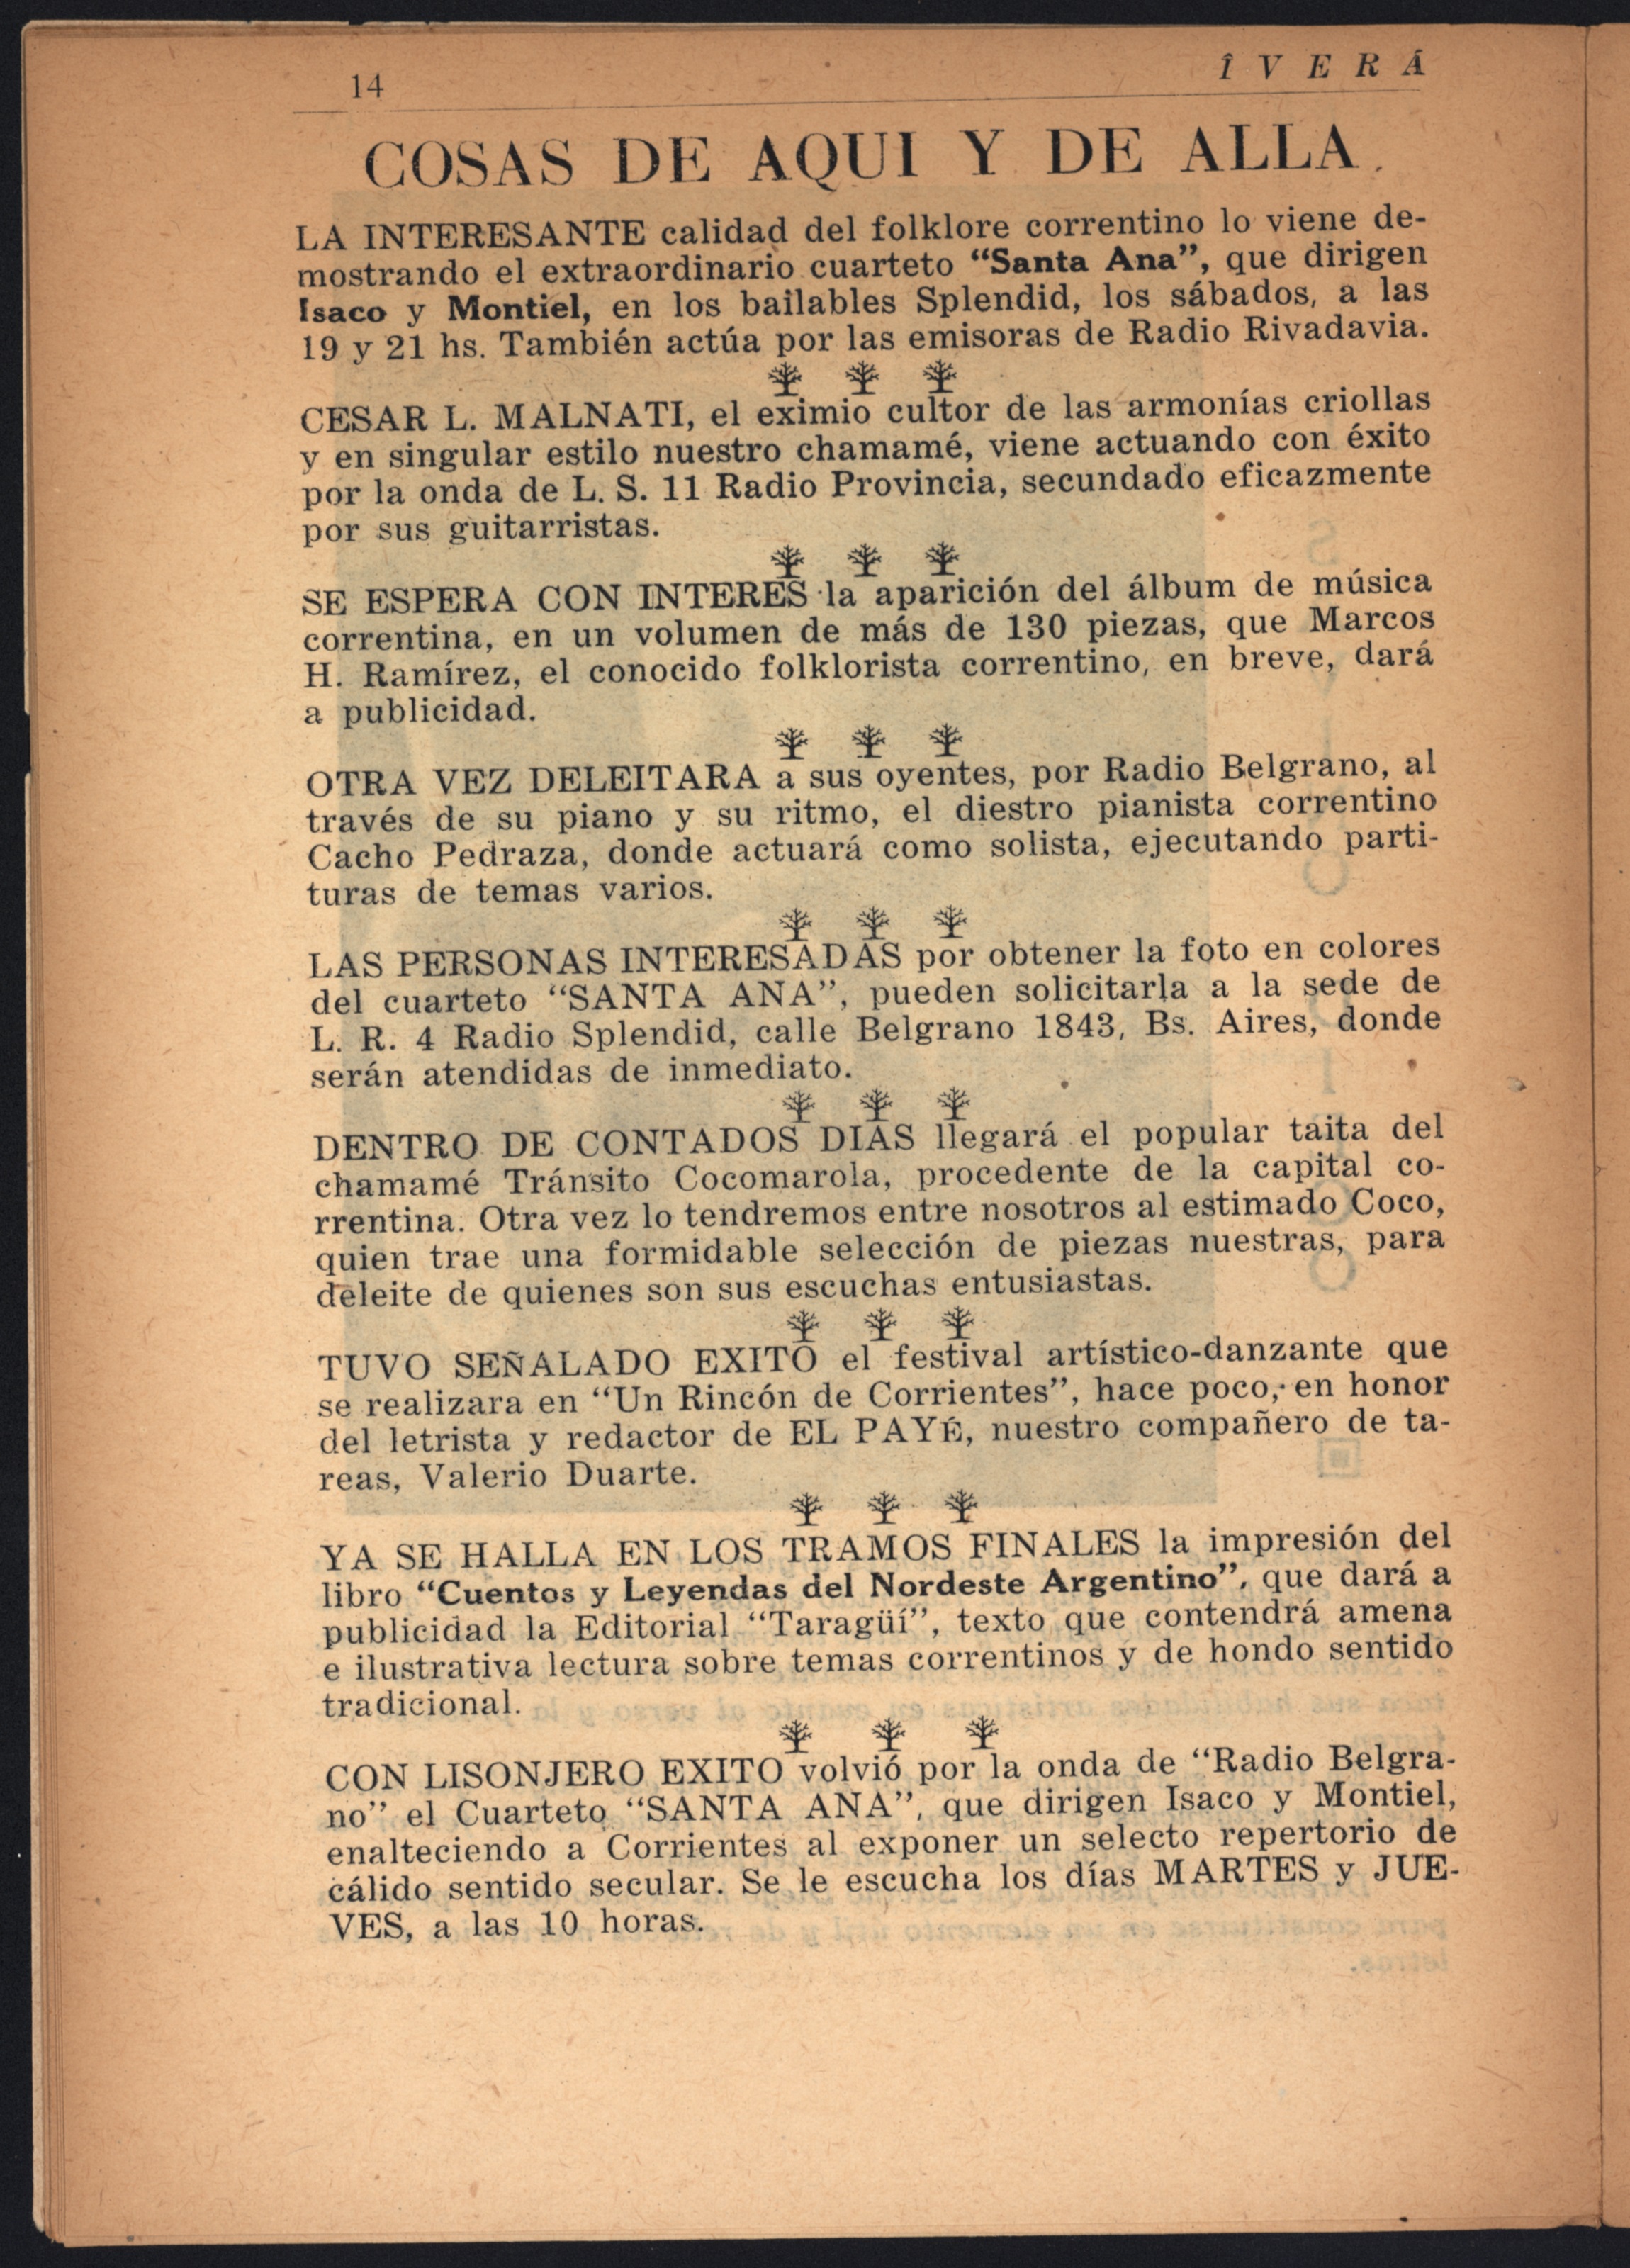 14
Î V E R Á
COSAS DE AQUI Y DE ALLA
LA INTERESANTE calidad del folklore correntino lo viene de-
mostrando el extraordinario cuarteto “Santa Ana”, que dirigen
Isaco y Montiel, en los bailables Splendid, los sábados, a las
19 y 21 hs. También actúa por las emisoras de Radio Rivadavia.
CESAR L. MALNATI, el eximio cultor de las armonías criollas
y en singular estilo nuestro chamamé, viene actuando con éxito
por la onda de L. S. 11 Radio Provincia, secundado eficazmente
por sus guitarristas.
SE ESPERA CON INTERES la aparición del álbum de música
correntina, en un volumen de más de 130 piezas, que Marcos
H. Ramírez, el conocido folklorista correntino, en breve, dará
a publicidad.
OTRA VEZ DELEITARA a sus oyentes, por Radio Belgrano, al
través de su piano y su ritmo, el diestro pianista correntino
Cacho Pedraza, donde actuará como solista, ejecutando parti-
turas de temas varios.
LAS PERSONAS INTERESADAS por obtener la foto en colores
del cuarteto “SANTA ANA”, pueden solicitarla a la sede de
L. R. 4 Radio Splendid, calle Belgrano 1843, Bs. Aires, donde
serán atendidas de inmediato.
DENTRO DE CONTADOS DIAS llegará el popular taita del
chamamé Tránsito Cocomarola, procedente de la capital co-
rrentina. Otra vez lo tendremos entre nosotros al estimado Coco,
quien trae una formidable selección de piezas nuestras, para
deleite de quienes son sus escuchas entusiastas.
TUVO SEÑALADO EXITO el festival artístico-danzante que
se realizara en “Un Rincón de Corrientes”, hace poco, en honor
del letrista y redactor de EL PAYÉ, nuestro compañero de ta-
reas, Valerio Duarte.
YA SE HALLA EN LOS TRAMOS FINALES la impresión del
libro “Cuentos y Leyendas del Nordeste Argentino”, que dará a
publicidad la Editorial “Taragüí”, texto que contendrá amena
e ilustrativa lectura sobre temas correntinos y de hondo sentido
tradicional.
CON LISONJERO EXITO volvió por la onda de “Radio Belgra-
no” el Cuarteto “SANTA ANA”, que dirigen Isaco y Montiel,
enalteciendo a Corrientes al exponer un selecto repertorio de
cálido sentido secular. Se le escucha los días MARTES y JUE-
VES, a las 10 horas.